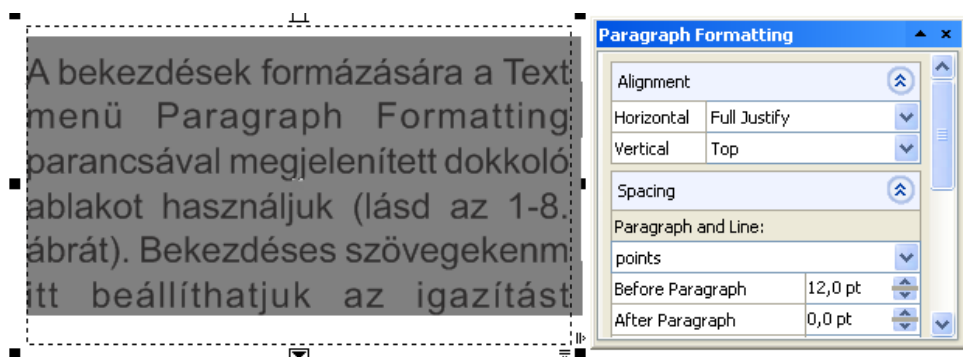 A bekezdések formázására a Text
menü Paragraph Formatting
parancsával megjelenített dokkoló
ablakot használjuk (lásd az 1-8.
ábrát). Bekezdéses szövegekenm
itt beállíthatjuk az igazítást
Paragraph Formatting
Alignment
Horizontal Full Justify
Vertical Top
Spacing
Paragraph and Line:
points
Before Paragraph 12,0 pt
After Paragraph 0,0 pt